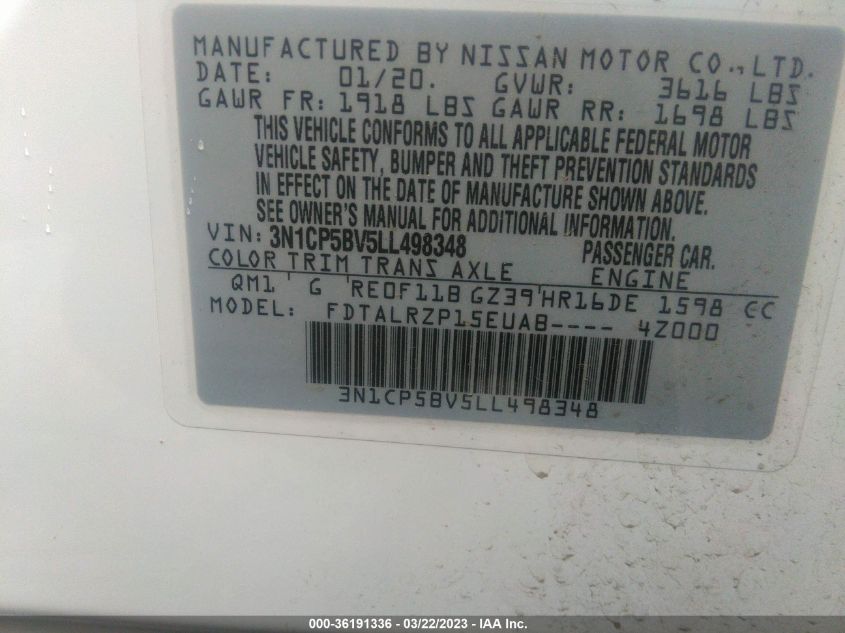 MANUFACTURED BY NISSAN MOTOR CO.,LTD.
DATE: 01/20. GVWR: 3616 LBS
GAWR FR: 1918 LBS GAWR RR: 1698 LBS
THIS VEHICLE CONFORMS TO ALL APPLICABLE FEDERAL MOTOR
VEHICLE SAFETY, BUMPER AND THEFT PREVENTION STANDARDS
IN EFFECT ON THE DATE OF MANUFACTURE SHOWN ABOVE.
SEE OWNER'S MANUAL FOR ADDITIONAL INFORMATION.
VIN: 3N1CP5BV5LL498348 PASSENGER CAR.
COLOR TRIM TRANS AXLE ENGINE
QM1 G RE0F11B GZ39 HR16DE 1598 CC
MODEL: FDTALRZP15EUAB---- 4Z000
3N1CP5BV5LL498348
000-36191336 - 03/22/2023 - IAA Inc.